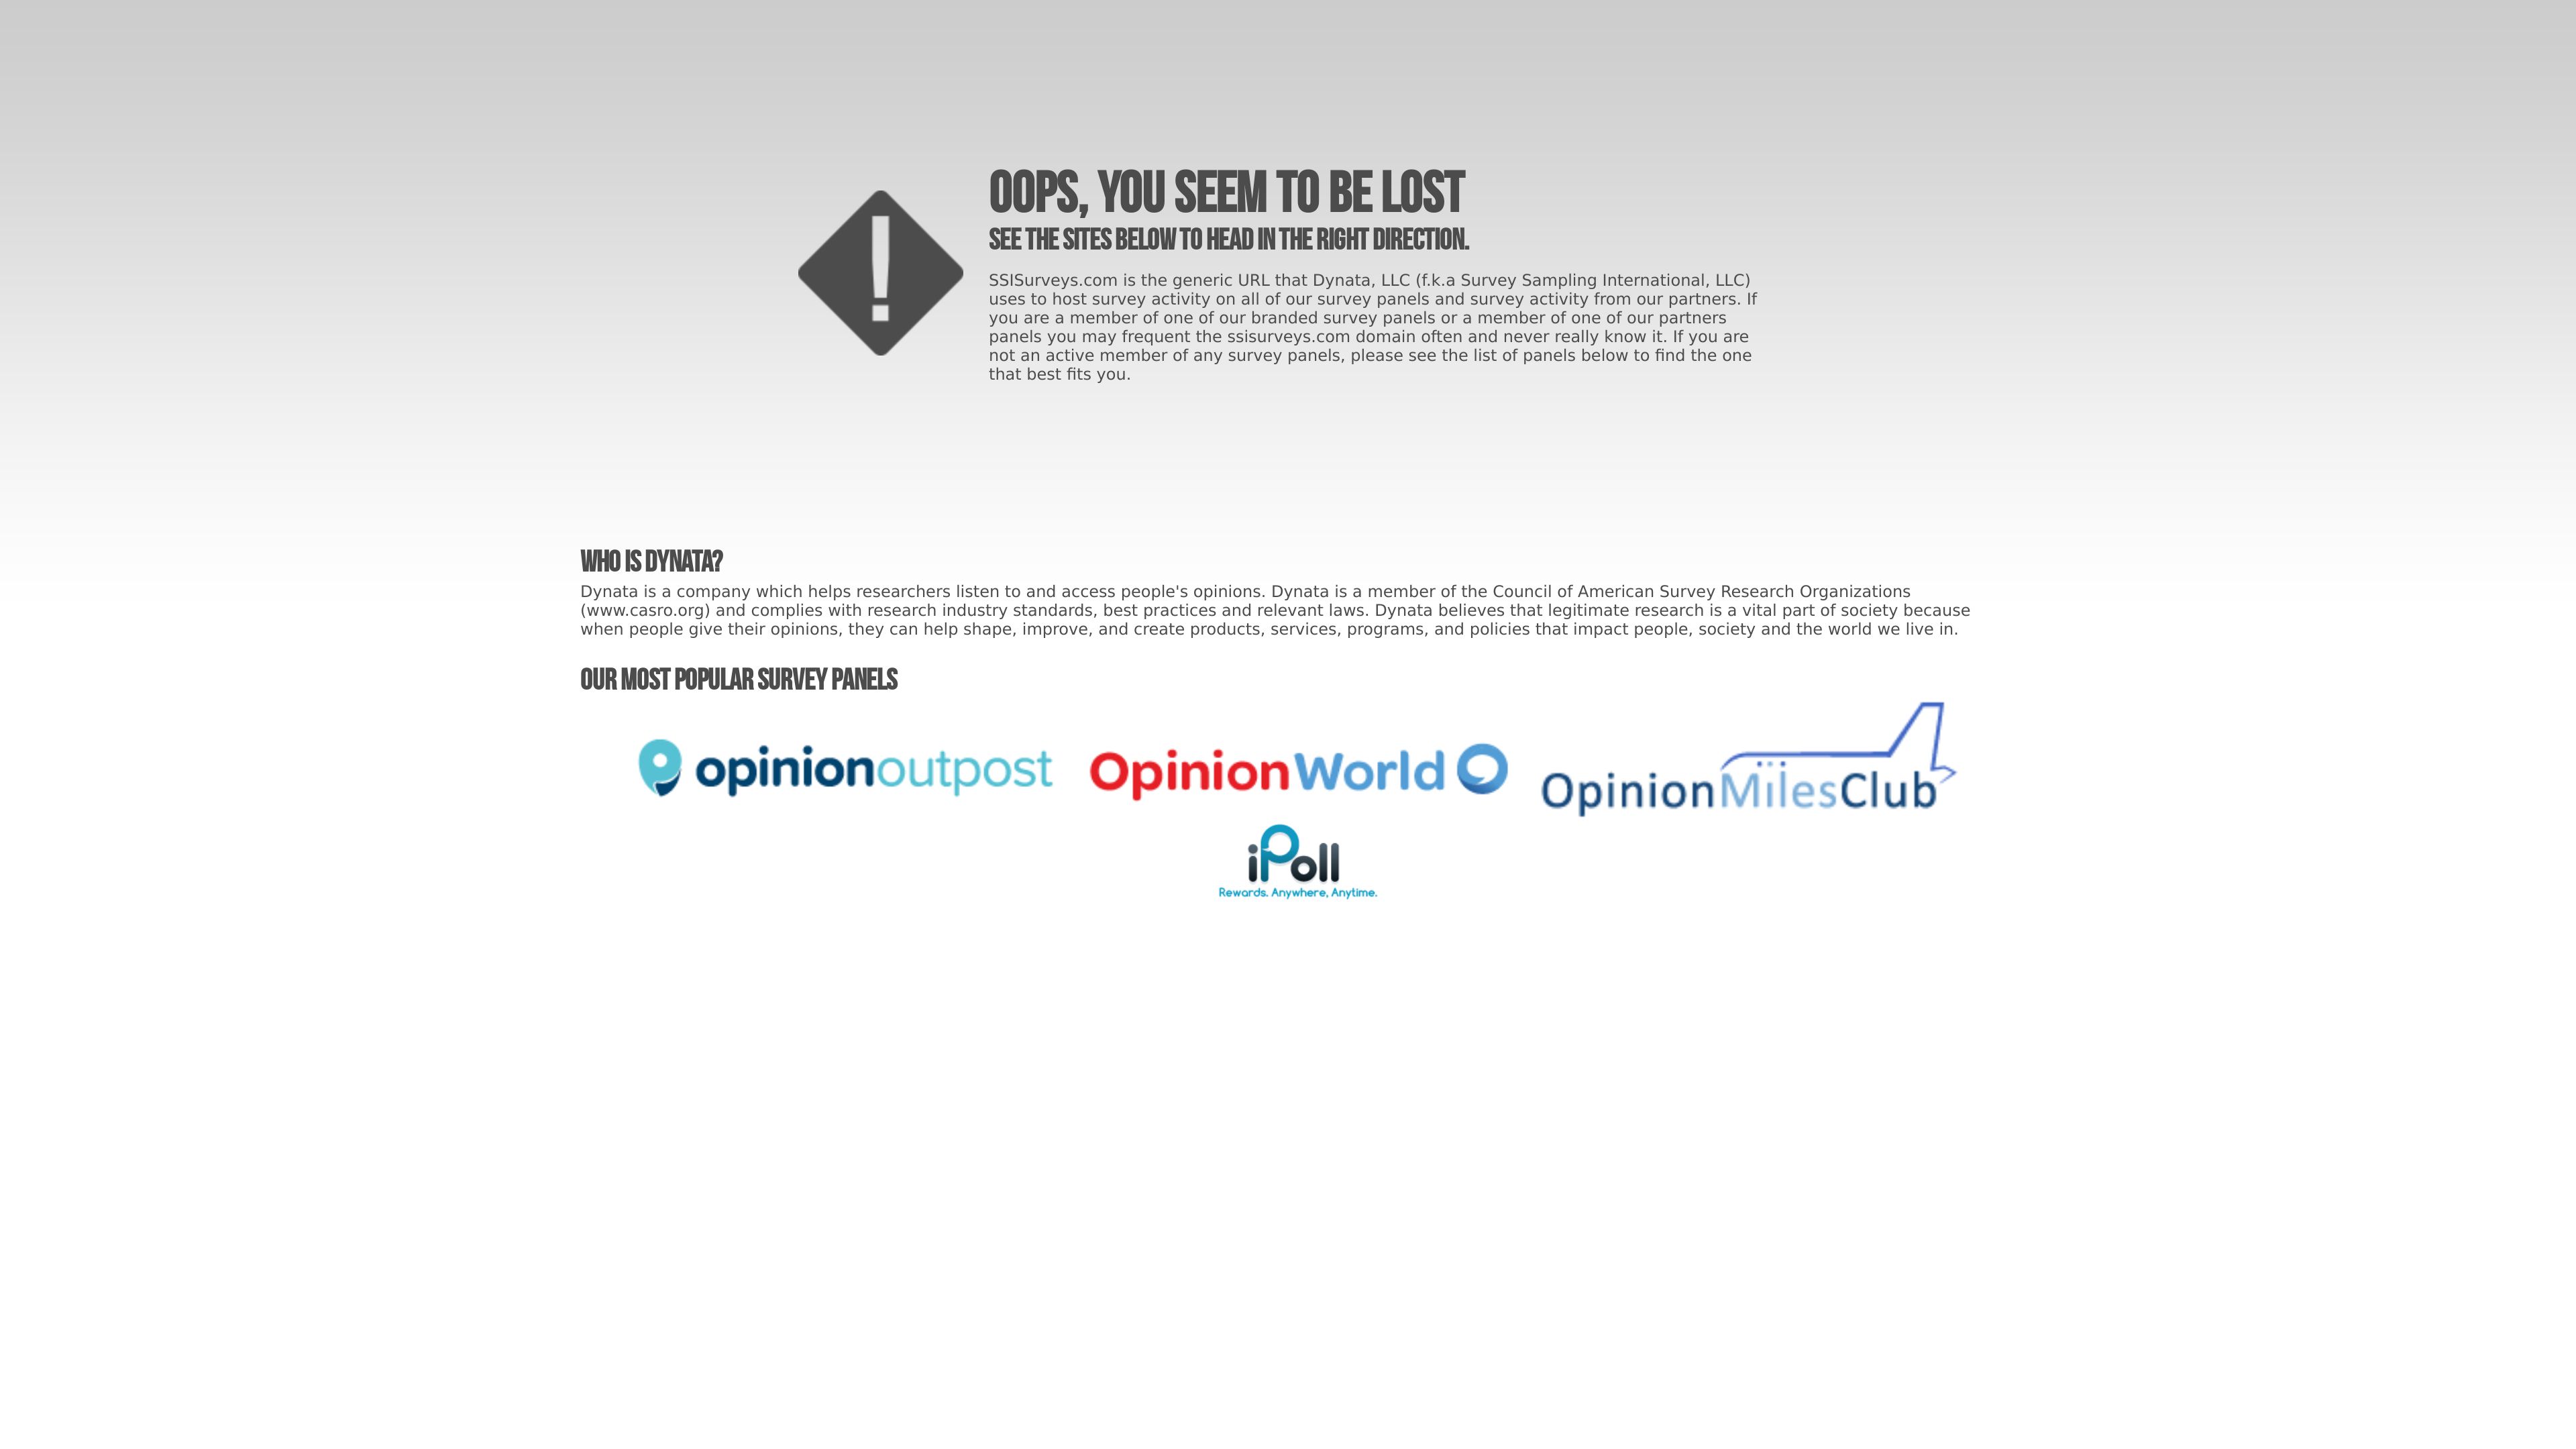 OOPS, YOU SEEM TO BE LOST
SEE THE SITES BELOW TO HEAD IN THE RIGHT DIRECTION.
SSISurveys.com is the generic URL that Dynata, LLC (f.k.a Survey Sampling International, LLC)
uses to host survey activity on all of our survey panels and survey activity from our partners. If
you are a member of one of our branded survey panels or a member of one of our partners
panels you may frequent the ssisurveys.com domain often and never really know it. If you are
not an active member of any survey panels, please see the list of panels below to find the one
that best fits you.
WHO IS DYNATA?
Dynata is a company which helps researchers listen to and access people's opinions. Dynata is a member of the Council of American Survey Research Organizations
(www.casro.org) and complies with research industry standards, best practices and relevant laws. Dynata believes that legitimate research is a vital part of society because
when people give their opinions, they can help shape, improve, and create products, services, programs, and policies that impact people, society and the world we live in.
OUR MOST POPULAR SURVEY PANELS
opinionoutpost OpinionWorld OpinionMilesClub
iPoll
Rewards. Anywhere, Anytime.